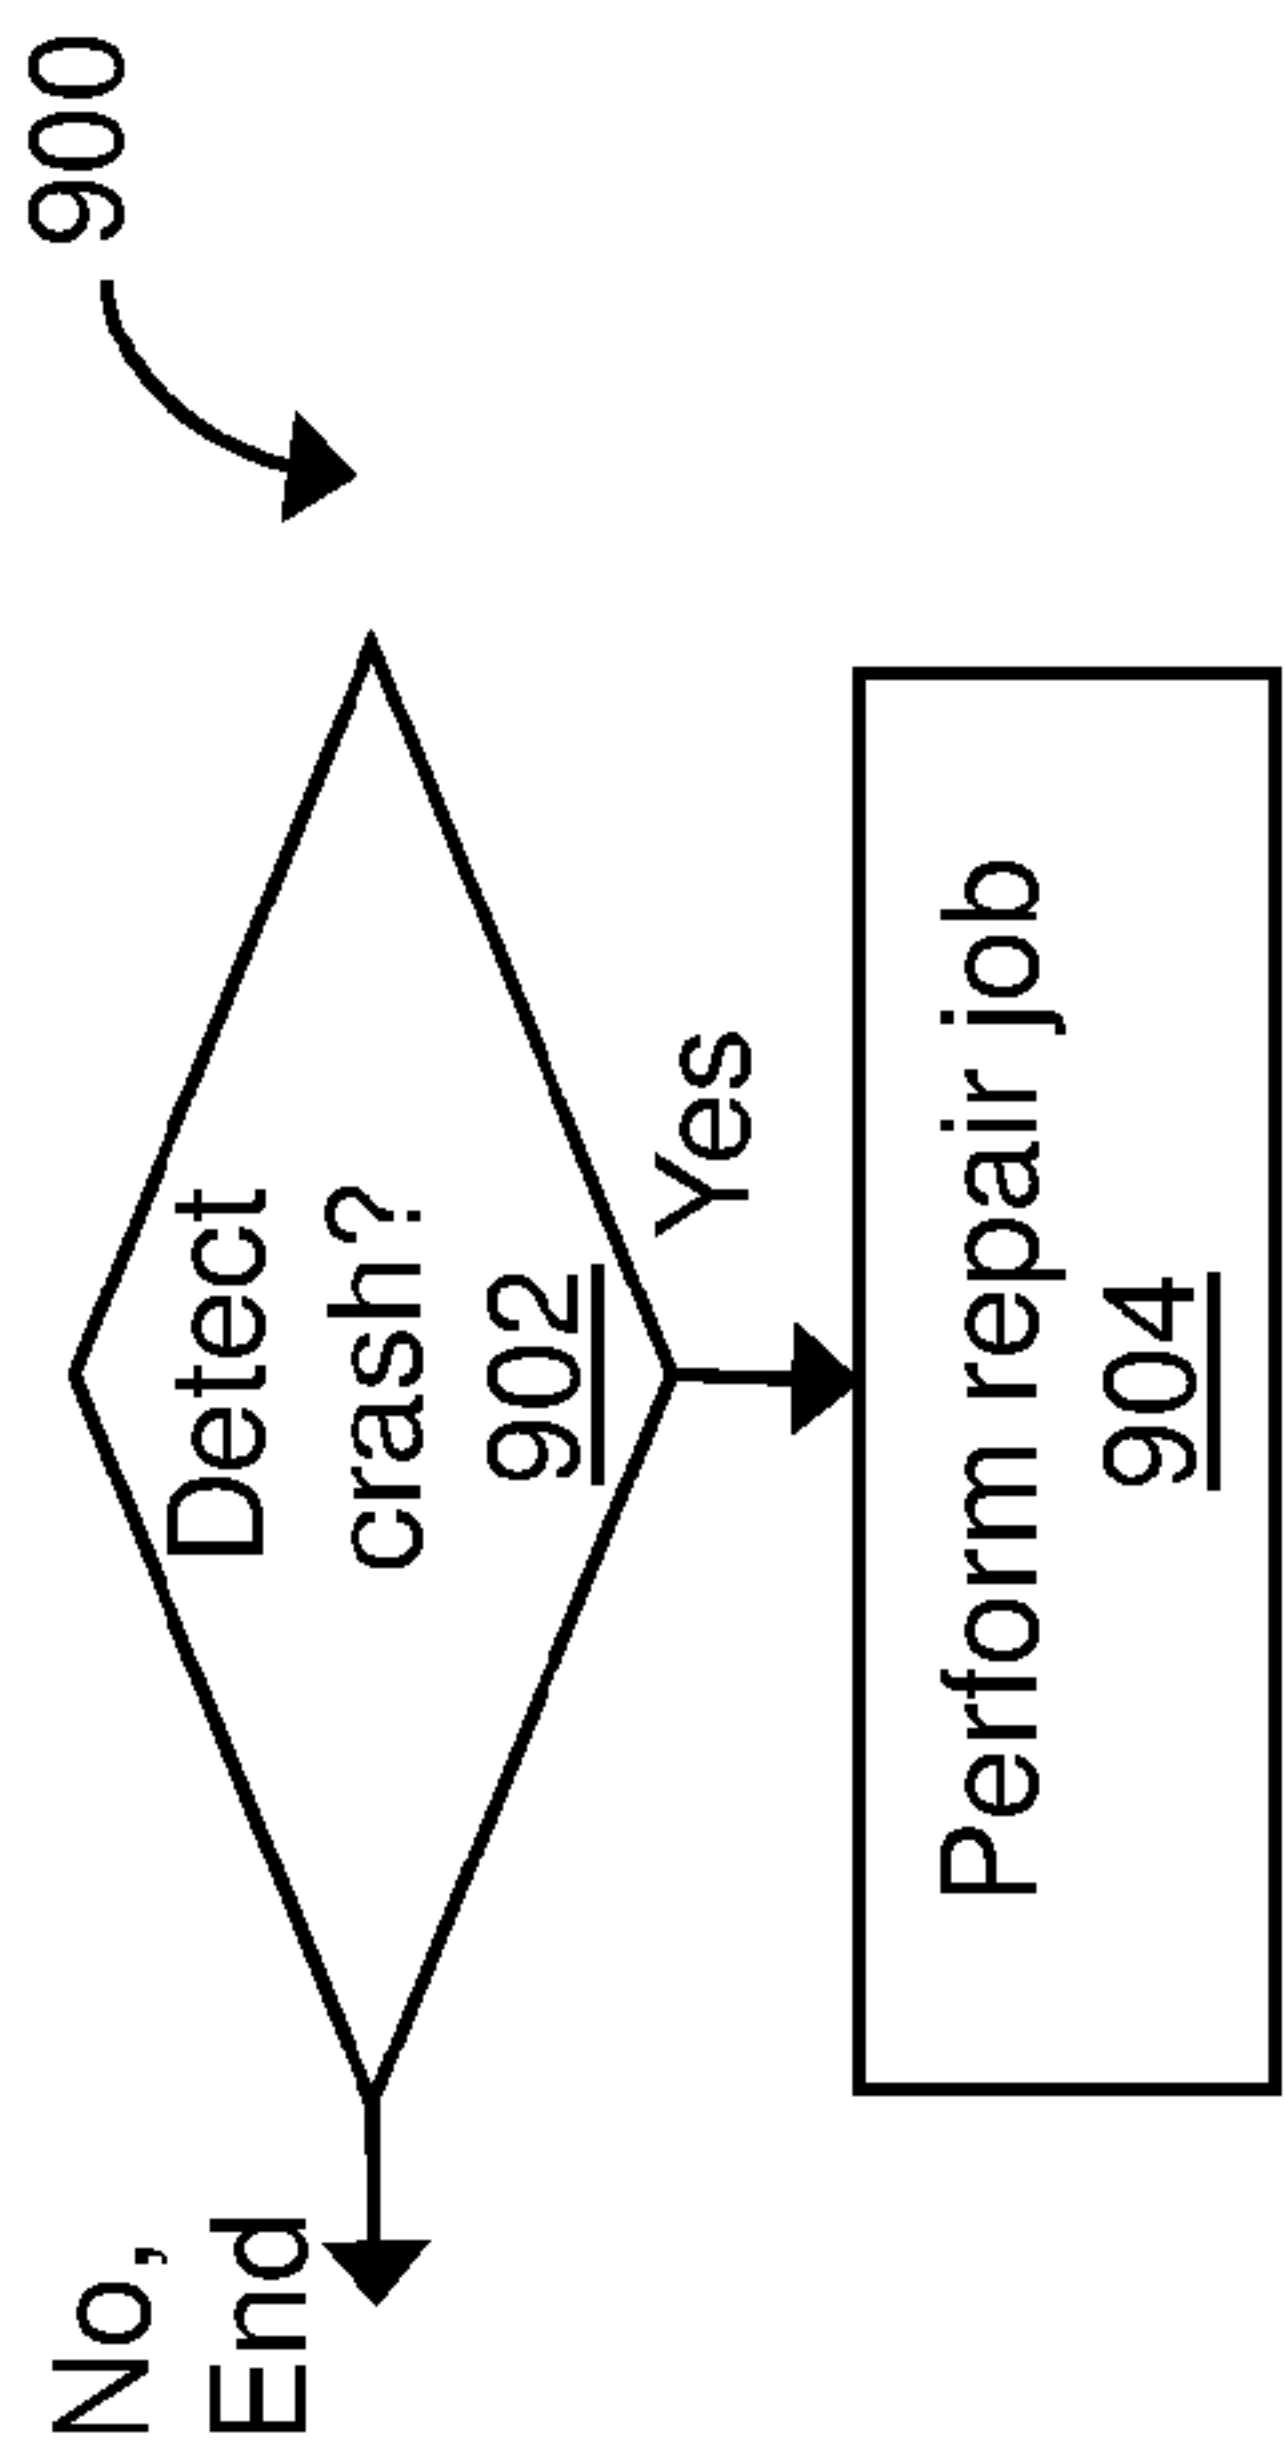 900
No,
End
Detect
crash?
902
Yes
Perform repair job
904